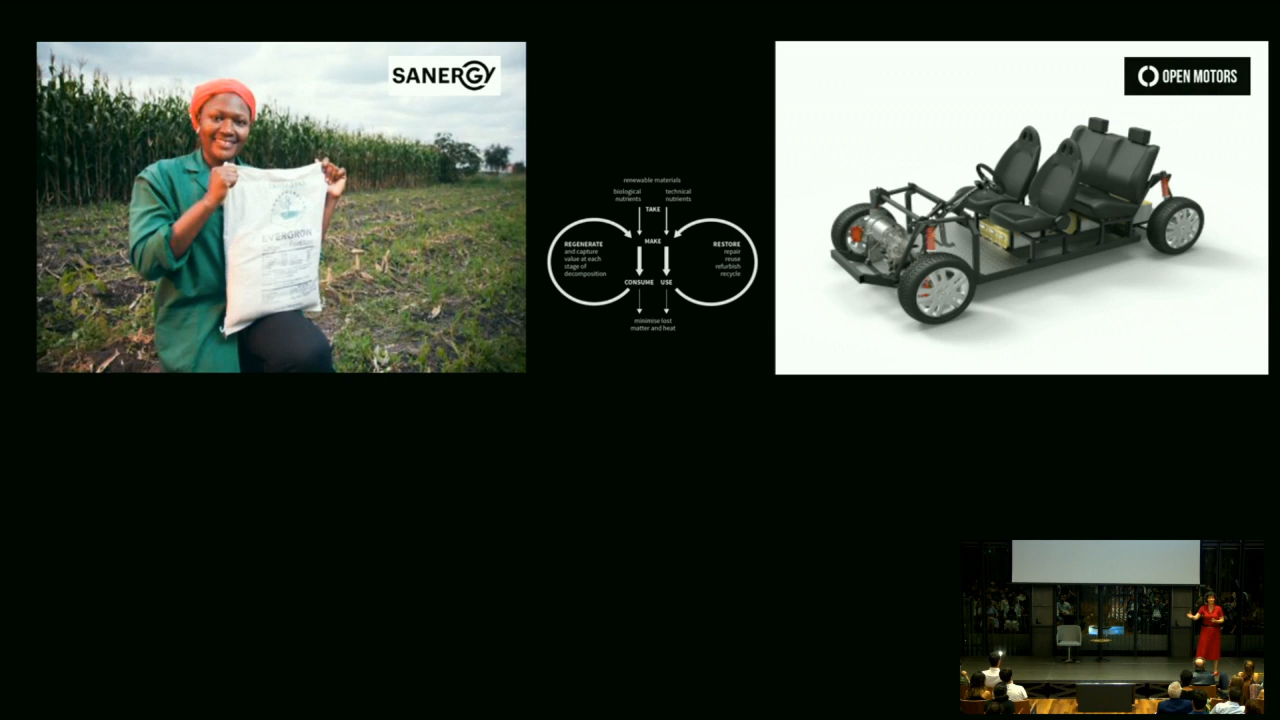 SANERGY
EVERGROW
renewable materials
biological
nutrients
technical
nutrients
TAKE
MAKE
REGENERATE
and capture
value at each
stage of
decomposition
RESTORE
repair
reuse
refurbish
recycle
CONSUME USE
minimise lost
matter and heat
OPEN MOTORS